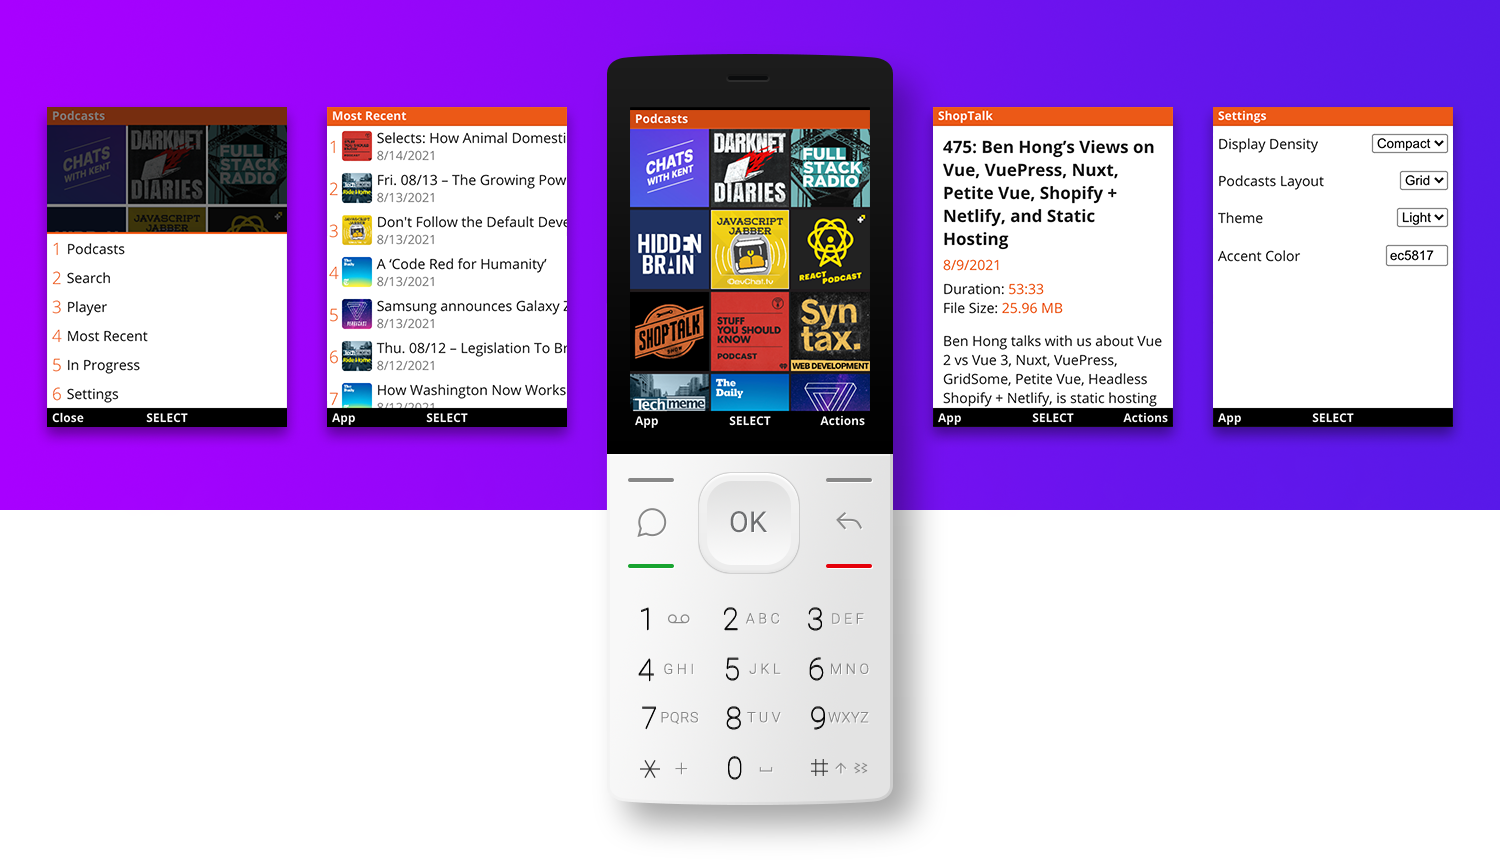 Podcasts
CHATS
WITH KENT
DARKNET
DIARIES
FULL
STACK
RADIO
JAVASCRIPT
JABBER
1 Podcasts
2 Search
3 Player
4 Most Recent
5 In Progress
6 Settings
Close SELECT
Most Recent
1 Selects: How Animal Domesti
8/14/2021
2 Fri. 08/13 – The Growing Pow
8/13/2021
3 Don't Follow the Default Deve
8/13/2021
4 A ‘Code Red for Humanity’
8/13/2021
5 Samsung announces Galaxy Z
8/13/2021
6 Thu. 08/12 – Legislation To Br
8/12/2021
7 How Washington Now Works
8/12/2021
App SELECT
Podcasts
CHATS
WITH KENT
DARKNET
DIARIES
FULL
STACK
RADIO
HIDDEN
BRAIN
JAVASCRIPT
JABBER
DevChat.tv
REACT
PODCAST
SHOPTALK
SHOW
STUFF
YOU SHOULD
KNOW
PODCAST
Syn
tax.
WEB DEVELOPMENT
Techmeme
The
Daily
App SELECT Actions
OK
1
2 ABC
3 DEF
4 GHI
5 JKL
6 MNO
7 PQRS
8 TUV
9 WXYZ
* +
0
#
ShopTalk
475: Ben Hong’s Views on
Vue, VuePress, Nuxt,
Petite Vue, Shopify +
Netlify, and Static
Hosting
8/9/2021
Duration: 53:33
File Size: 25.96 MB
Ben Hong talks with us about Vue
2 vs Vue 3, Nuxt, VuePress,
GridSome, Petite Vue, Headless
Shopify + Netlify, is static hosting
App SELECT Actions
Settings
Display Density Compact
Podcasts Layout Grid
Theme Light
Accent Color ec5817
App SELECT